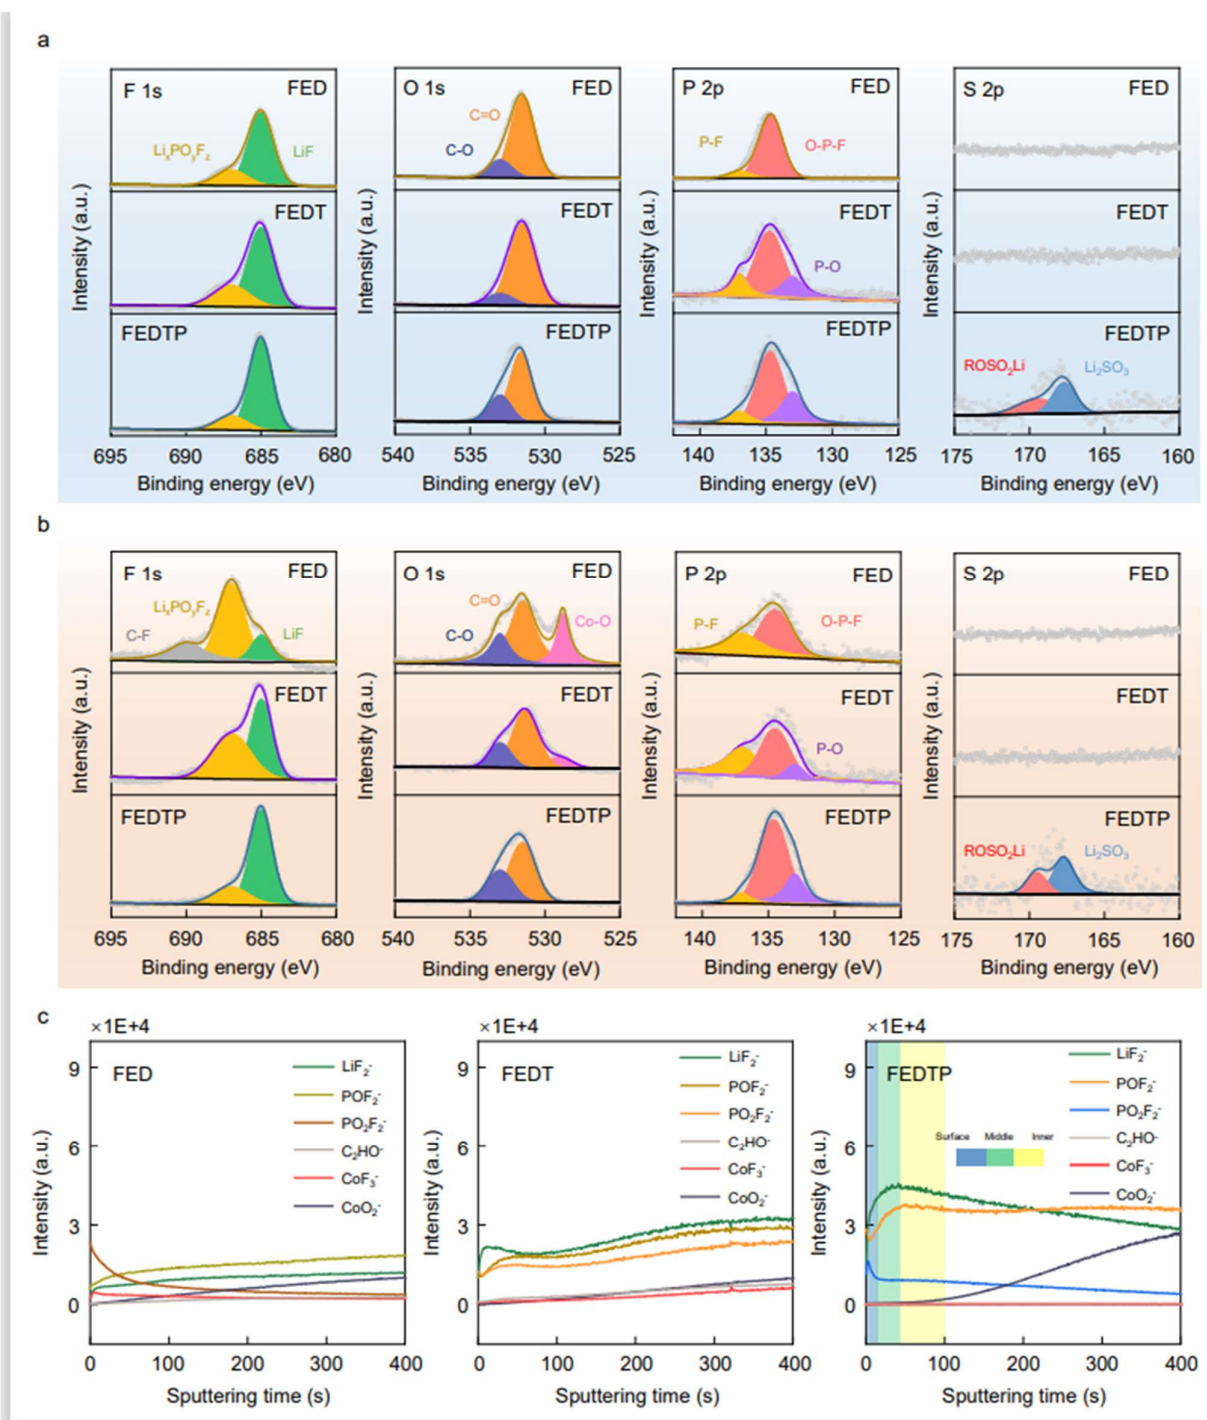 a
F 1s FED
LiₓPOᵧF_z LiF
FEDT
FEDTP
Intensity (a.u.)
695 690 685 680
Binding energy (eV)
O 1s FED
C=O
C-O
FEDT
FEDTP
Intensity (a.u.)
540 535 530 525
Binding energy (eV)
P 2p FED
P-F O-P-F
FEDT
P-O
FEDTP
Intensity (a.u.)
140 135 130 125
Binding energy (eV)
S 2p FED
FEDT
FEDTP
ROSO₂Li Li₂SO₃
Intensity (a.u.)
175 170 165 160
Binding energy (eV)
b
F 1s FED
LiₓPOᵧF_z
C-F LiF
FEDT
FEDTP
Intensity (a.u.)
Intensity (a.u.)
695 690 685 680
Binding energy (eV)
O 1s FED
C=O Co-O
C-O
FEDT
FEDTP
Intensity (a.u.)
Intensity (a.u.)
540 535 530 525
Binding energy (eV)
P 2p FED
P-F O-P-F
FEDT
P-O
FEDTP
Intensity (a.u.)
Intensity (a.u.)
140 135 130 125
Binding energy (eV)
S 2p FED
FEDT
FEDTP
ROSO₂Li Li₂SO₃
Intensity (a.u.)
Intensity (a.u.)
175 170 165 160
Binding energy (eV)
c
×1E+4
FED
LiF₂⁻
POF₂⁻
PO₂F₂⁻
C₂HO⁻
CoF₃⁻
CoO₂⁻
9
6
3
0
Intensity (a.u.)
0 100 200 300 400
Sputtering time (s)
×1E+4
FEDT
LiF₂⁻
POF₂⁻
PO₂F₂⁻
C₂HO⁻
CoF₃⁻
CoO₂⁻
9
6
3
0
Intensity (a.u.)
0 100 200 300 400
Sputtering time (s)
×1E+4
FEDTP
LiF₂⁻
POF₂⁻
PO₂F₂⁻
C₂HO⁻
CoF₃⁻
CoO₂⁻
Surface Middle Inner
9
6
3
0
Intensity (a.u.)
0 100 200 300 400
Sputtering time (s)